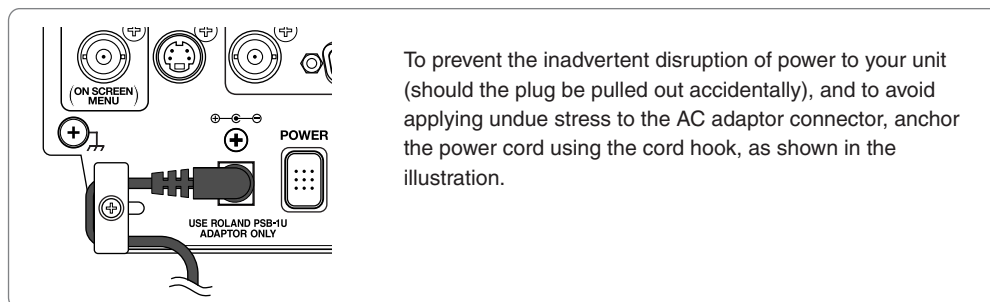 (ON SCREEN
MENU)
POWER
USE ROLAND PSB-1U
ADAPTOR ONLY
To prevent the inadvertent disruption of power to your unit
(should the plug be pulled out accidentally), and to avoid
applying undue stress to the AC adaptor connector, anchor
the power cord using the cord hook, as shown in the
illustration.